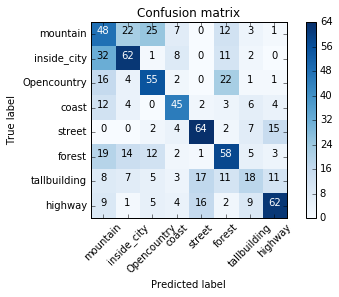 Confusion matrix
mountain 48 22 25 12 0 12 3 1
inside_city 32 62 1 8 0 11 2 0
Opencountry 16 4 55 2 0 22 1 1
coast 12 4 0 45 2 3 6 4
street 0 0 2 4 64 2 7 15
forest 19 14 12 2 1 58 5 3
tallbuilding 8 7 5 3 17 11 18 11
highway 9 1 5 4 16 2 9 62
mountain inside_city Opencountry coast street forest tallbuilding highway
True label
Predicted label
64
56
48
40
32
24
16
8
0